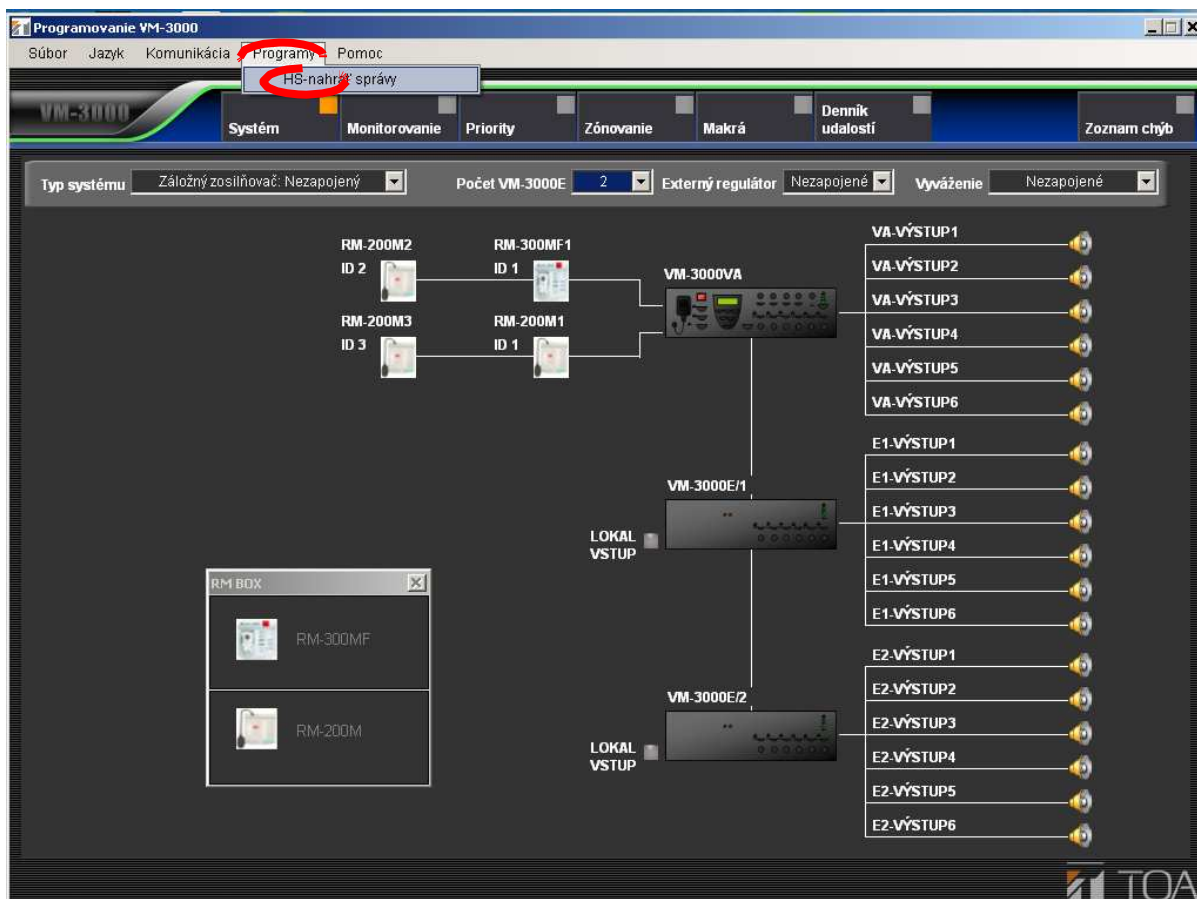 Programovanie VM-3000
Súbor Jazyk Komunikácia Programy Pomoc
HS-nahrať správy
VM-3000
Systém Monitorovanie Priority Zónovanie Makrá Denník udalostí Zoznam chýb
Typ systému Záložný zosilňovač: Nezapojený Počet VM-3000E 2 Externý regulátor Nezapojené Vyváženie Nezapojené
RM-200M2
ID 2
RM-300MF1
ID 1
VM-3000VA
RM-200M3
ID 3
RM-200M1
ID 1
VA-VÝSTUP1
VA-VÝSTUP2
VA-VÝSTUP3
VA-VÝSTUP4
VA-VÝSTUP5
VA-VÝSTUP6
VM-3000E/1
LOKAL
VSTUP
E1-VÝSTUP1
E1-VÝSTUP2
E1-VÝSTUP3
E1-VÝSTUP4
E1-VÝSTUP5
E1-VÝSTUP6
RM BOX
RM-300MF
RM-200M
VM-3000E/2
LOKAL
VSTUP
E2-VÝSTUP1
E2-VÝSTUP2
E2-VÝSTUP3
E2-VÝSTUP4
E2-VÝSTUP5
E2-VÝSTUP6
TOA